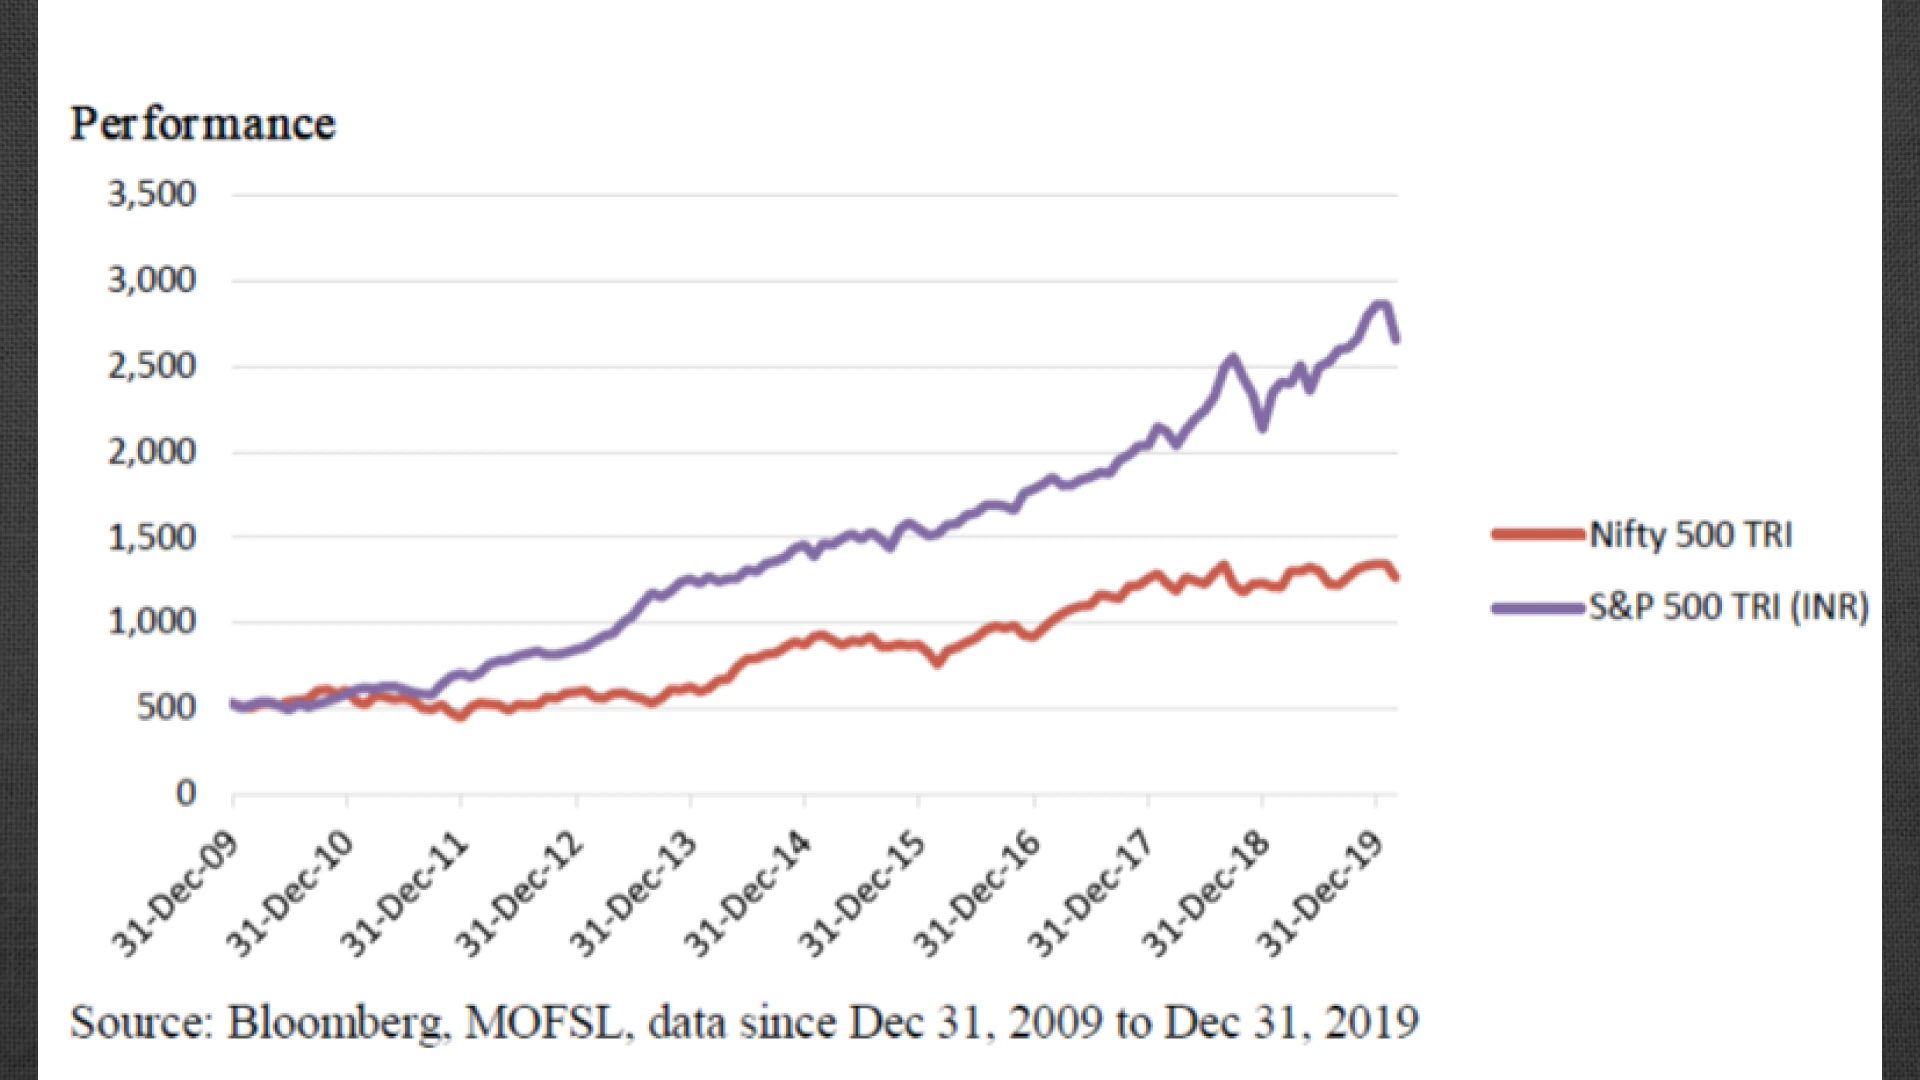 Performance
3,500
3,000
2,500
2,000
1,500
1,000
500
0
31-Dec-09
31-Dec-10
31-Dec-11
31-Dec-12
31-Dec-13
31-Dec-14
31-Dec-15
31-Dec-16
31-Dec-17
31-Dec-18
31-Dec-19
Nifty 500 TRI
S&P 500 TRI (INR)
Source: Bloomberg, MOFSL, data since Dec 31, 2009 to Dec 31, 2019